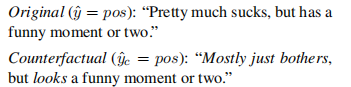 Original (ŷ = pos): “Pretty much sucks, but has a
funny moment or two.”
Counterfactual (ŷc = pos): “Mostly just bothers,
but looks a funny moment or two.”